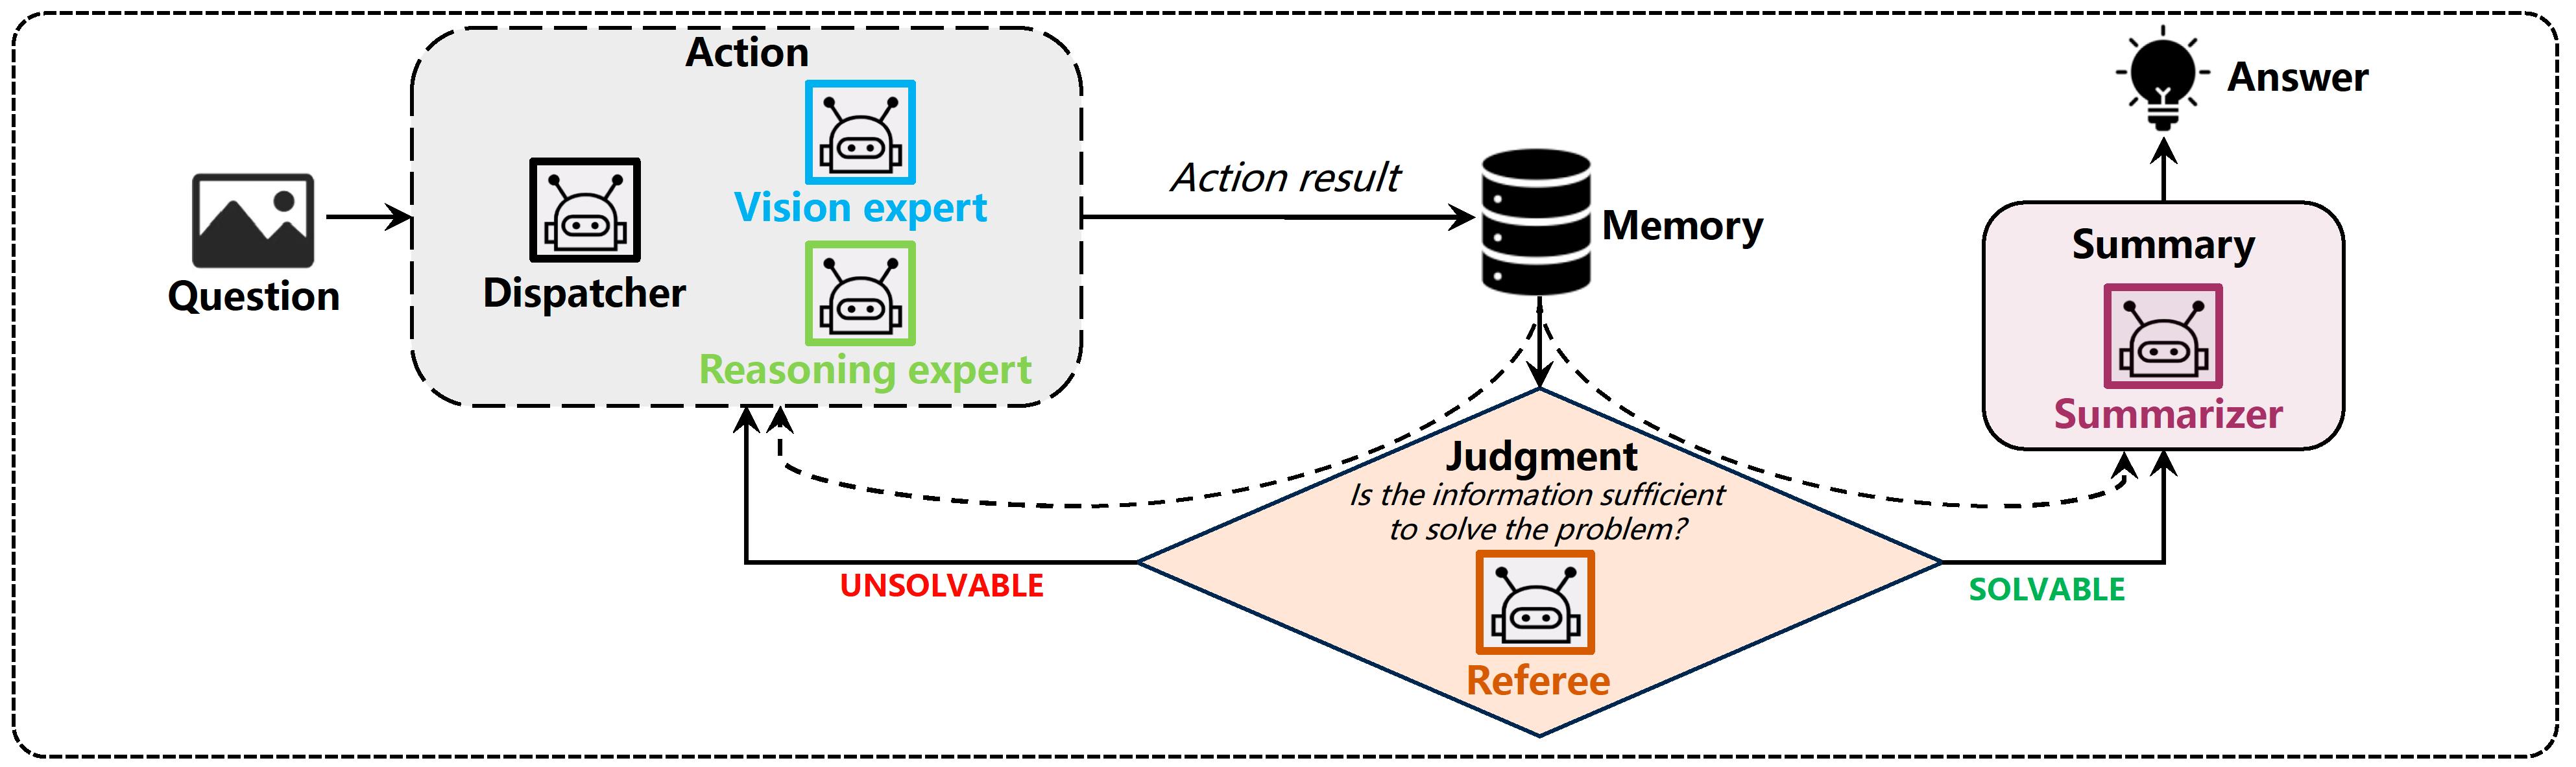 Question
Action
Dispatcher
Vision expert
Reasoning expert
Action result
Memory
Judgment
Is the information sufficient
to solve the problem?
Referee
UNSOLVABLE
SOLVABLE
Summary
Summarizer
Answer